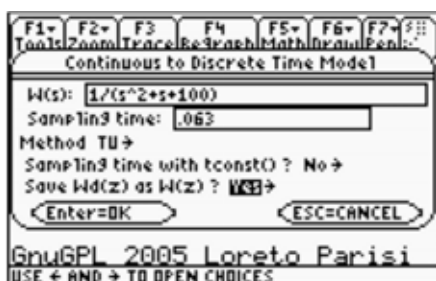 F1 F2 F3 F4 F5 F6 F7
Tools Zoom Trace ReGraph Math Draw Pen
Continuous to Discrete Time Model
W(s): 1/(s^2+s+100)
Sampling time: .063
Method TU→
Sampling time with tconst() ? No→
Save Wd(z) as W(z) ? Yes→
Enter=OK ESC=CANCEL
GnuGPL 2005 Loreto Parisi
USE ← AND → TO OPEN CHOICES